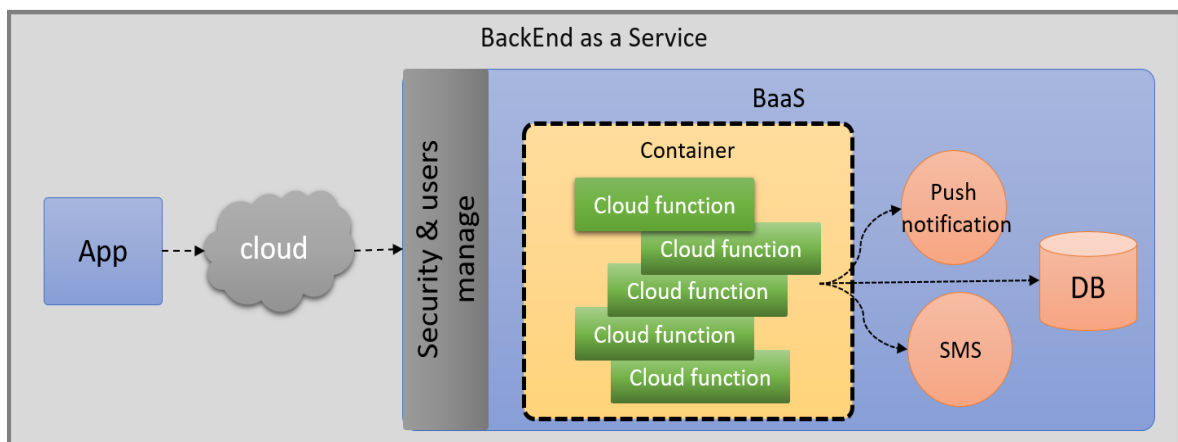 BackEnd as a Service
App
cloud
Security & users
manage
BaaS
Container
Cloud function
Cloud function
Cloud function
Cloud function
Cloud function
Push
notification
DB
SMS